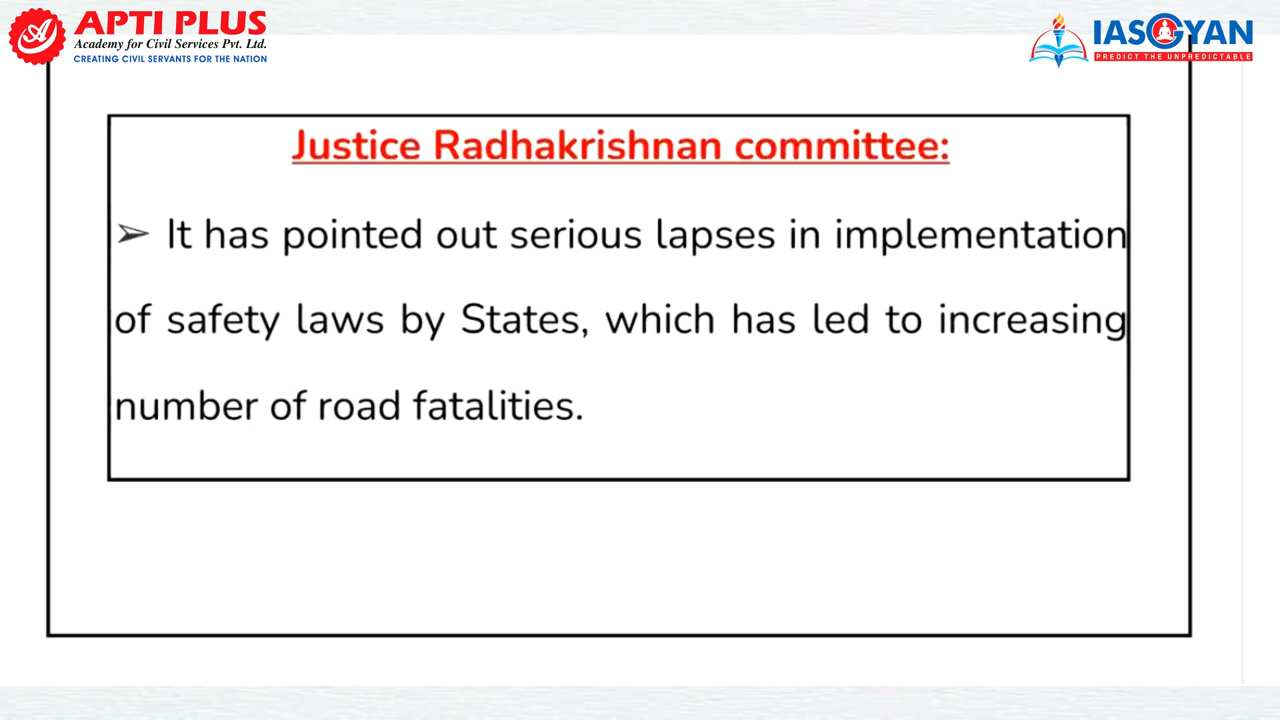 APTI PLUS
Academy for Civil Services Pvt. Ltd.
CREATING CIVIL SERVANTS FOR THE NATION
IASGYAN
PREDICT THE UNPREDICTABLE
Justice Radhakrishnan committee:
➢ It has pointed out serious lapses in implementation
of safety laws by States, which has led to increasing
number of road fatalities.